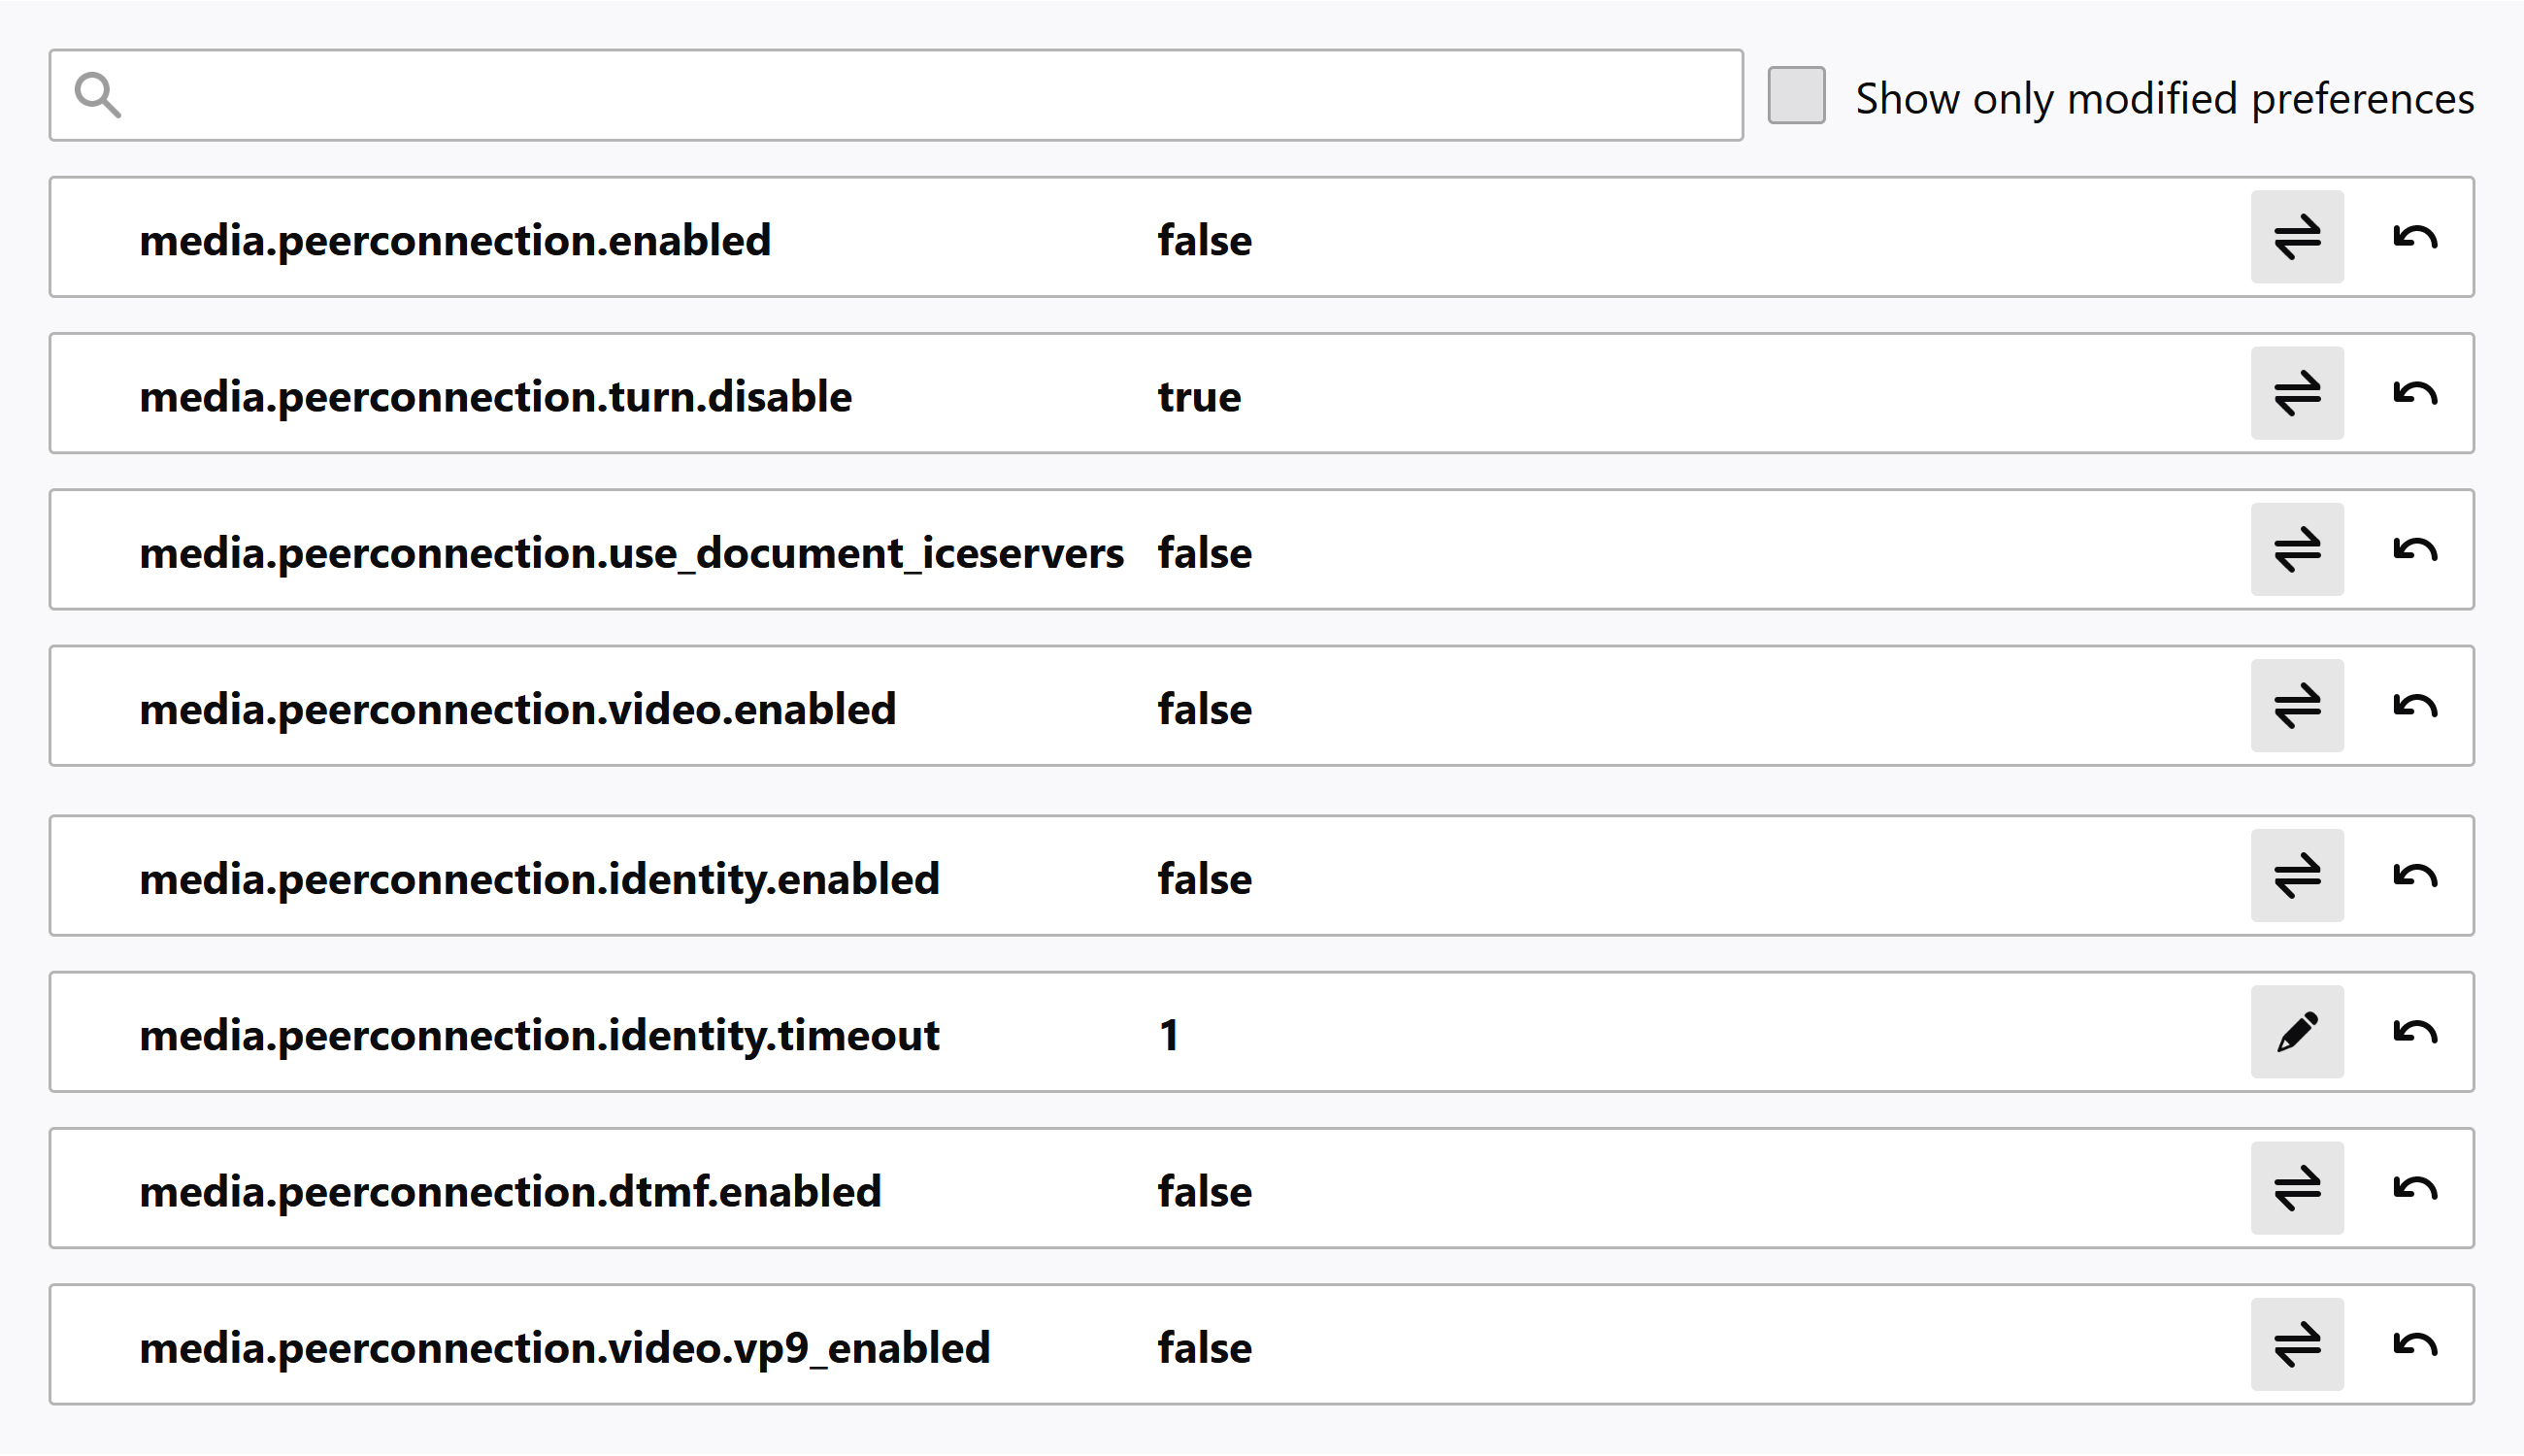 Show only modified preferences
media.peerconnection.enabled false
media.peerconnection.turn.disable true
media.peerconnection.use_document_iceservers false
media.peerconnection.video.enabled false
media.peerconnection.identity.enabled false
media.peerconnection.identity.timeout 1
media.peerconnection.dtmf.enabled false
media.peerconnection.video.vp9_enabled false